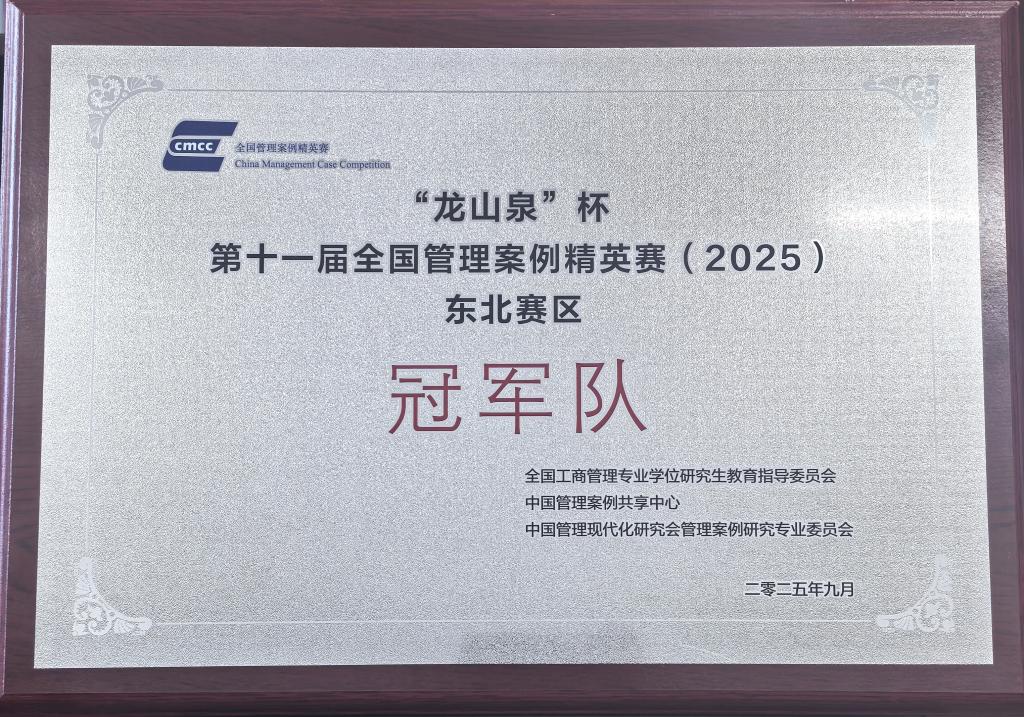 cmcc
全国管理案例精英赛
China Management Case Competition
“龙山泉”杯
第十一届全国管理案例精英赛（2025）
东北赛区
冠军队
全国工商管理专业学位研究生教育指导委员会
中国管理案例共享中心
中国管理现代化研究会管理案例研究专业委员会
二零二五年九月